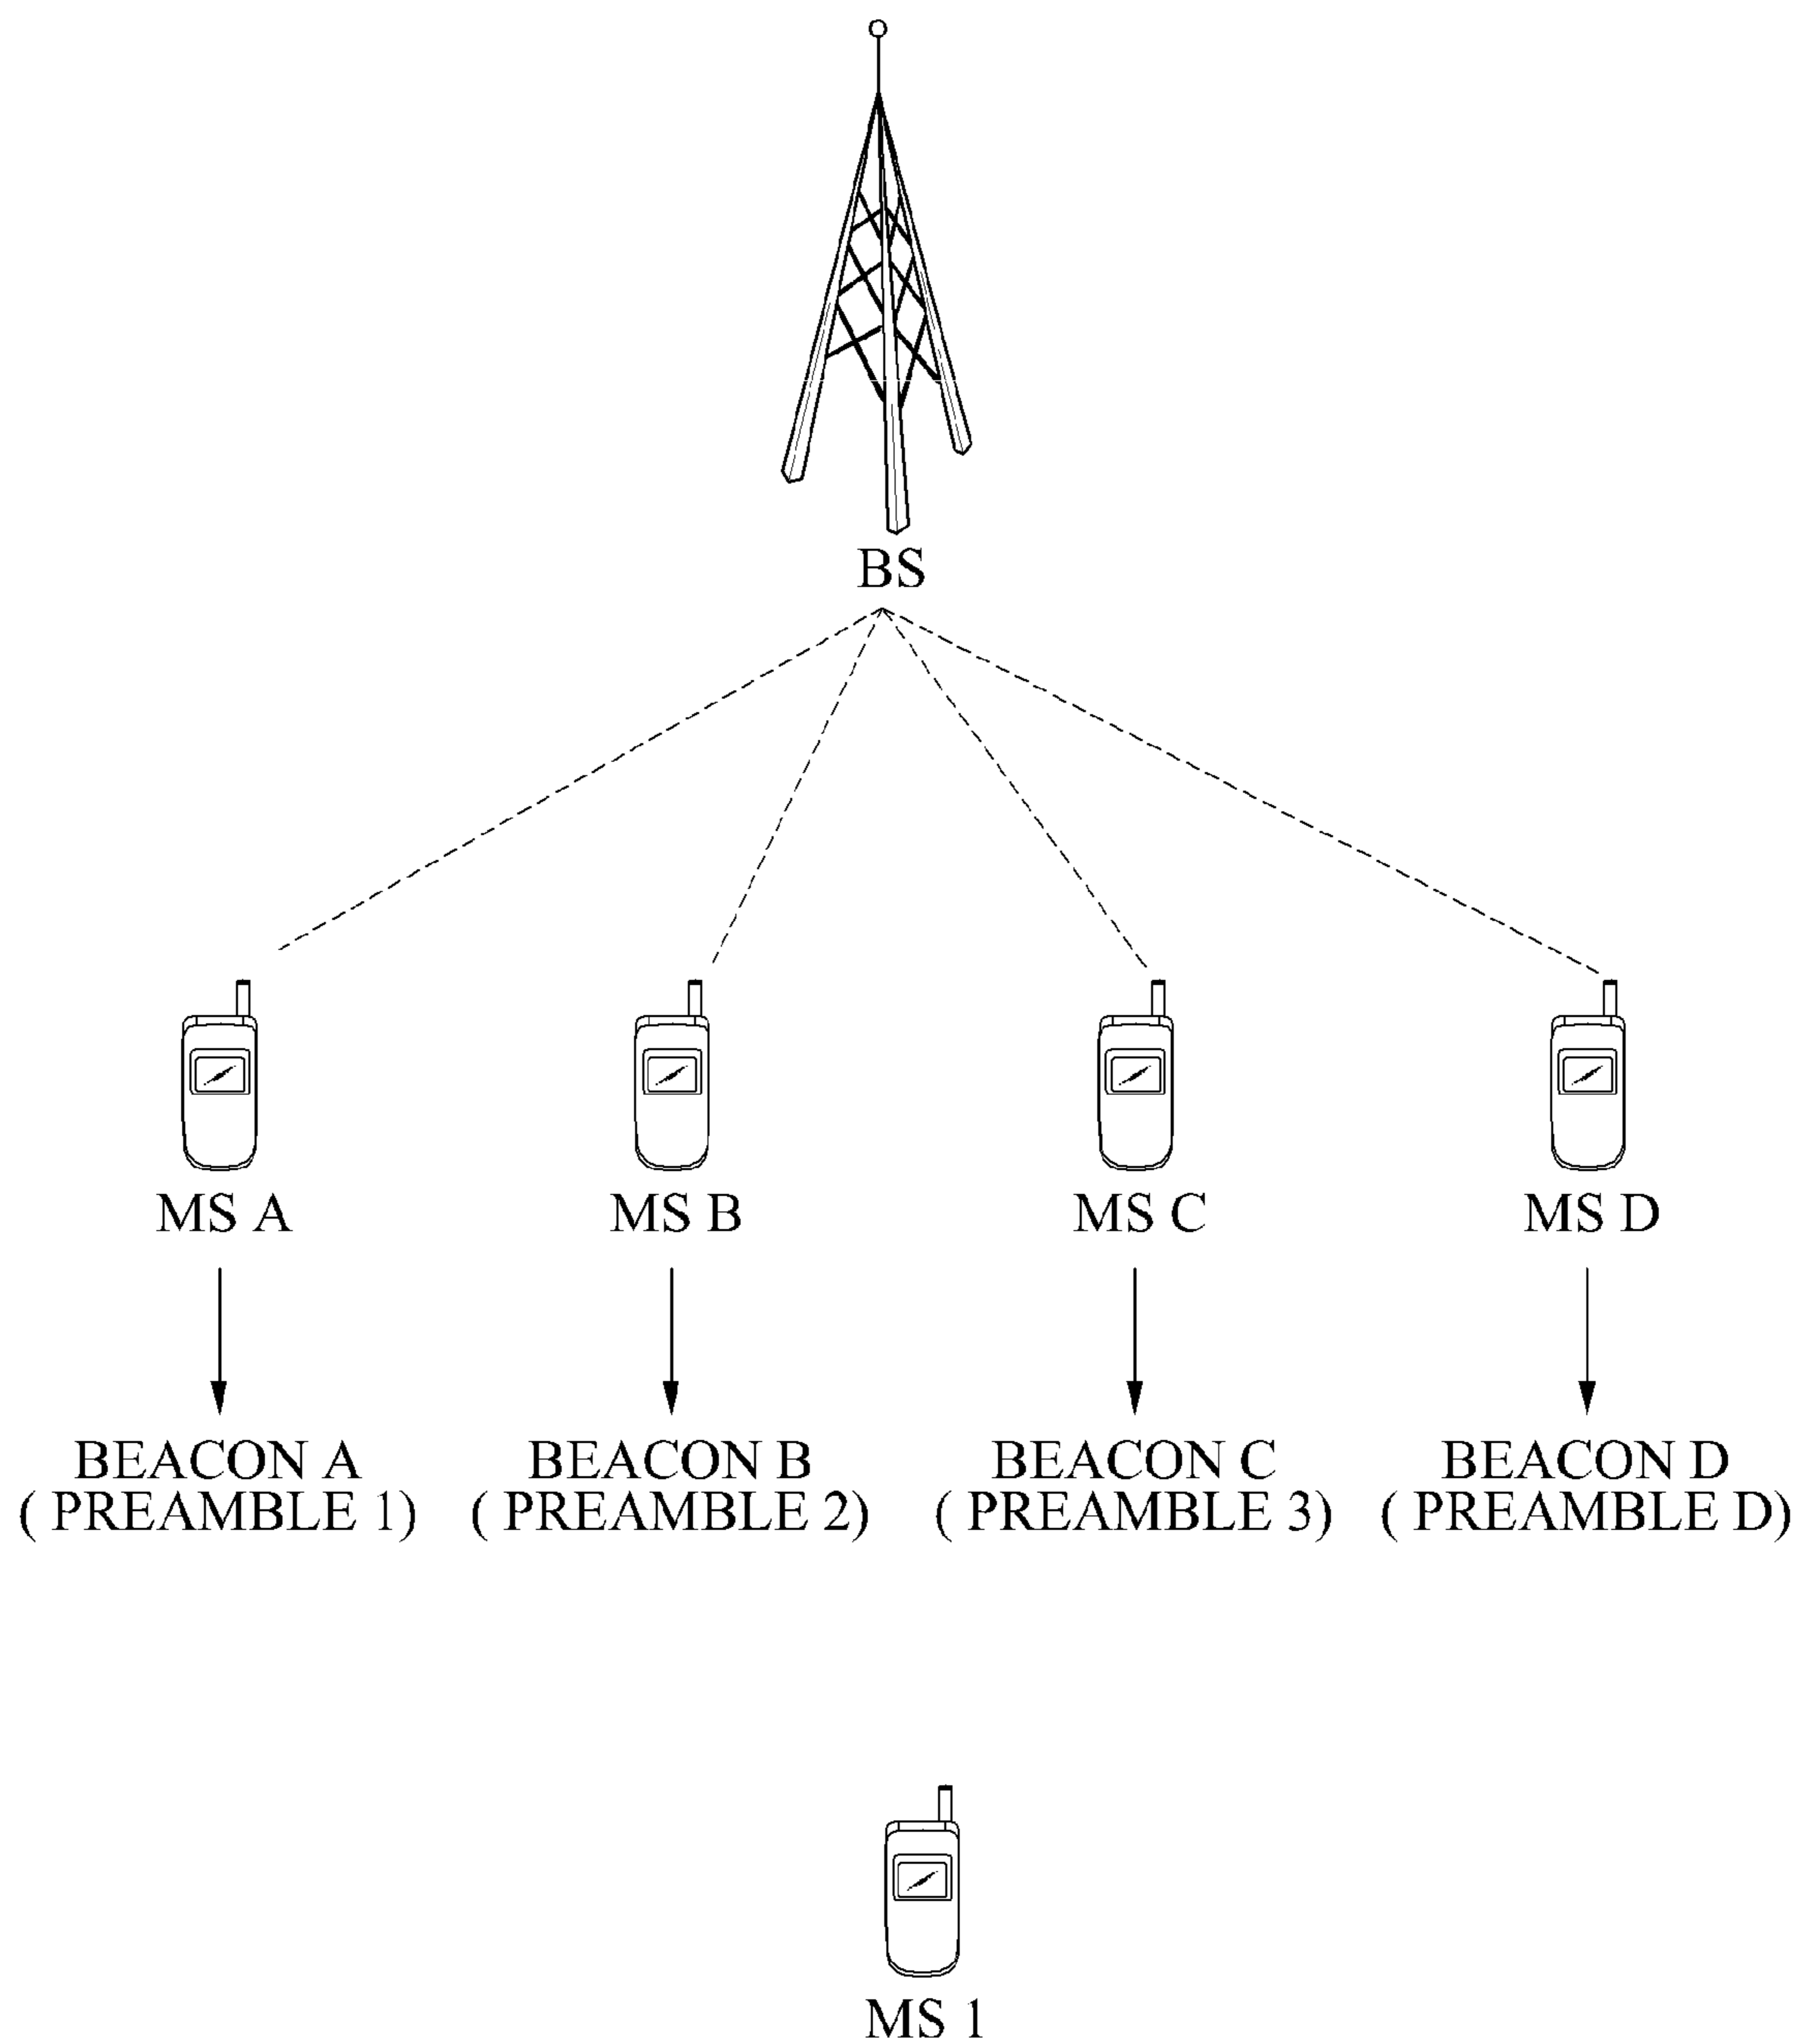 BS
MS A
MS B
MS C
MS D
BEACON A
( PREAMBLE 1)
BEACON B
( PREAMBLE 2)
BEACON C
( PREAMBLE 3)
BEACON D
( PREAMBLE D)
MS 1